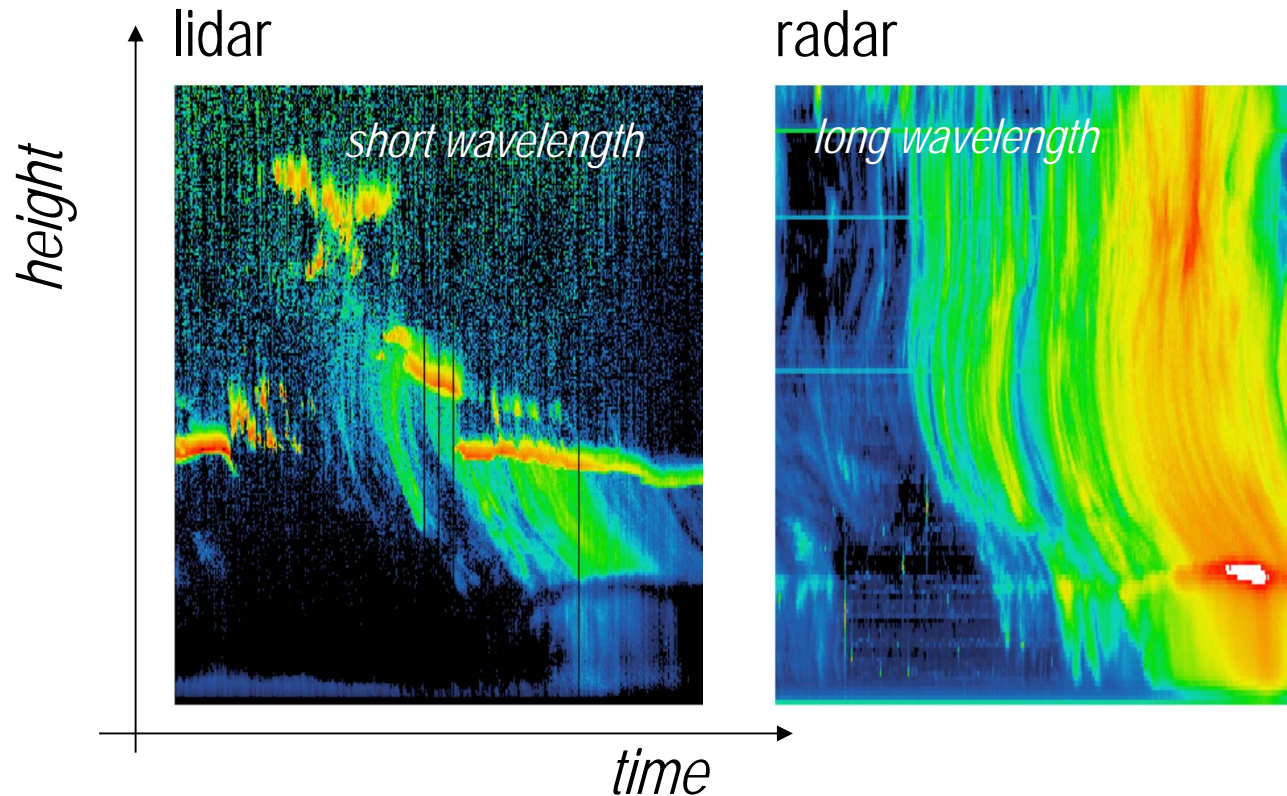 lidar
radar
short wavelength
long wavelength
height
time